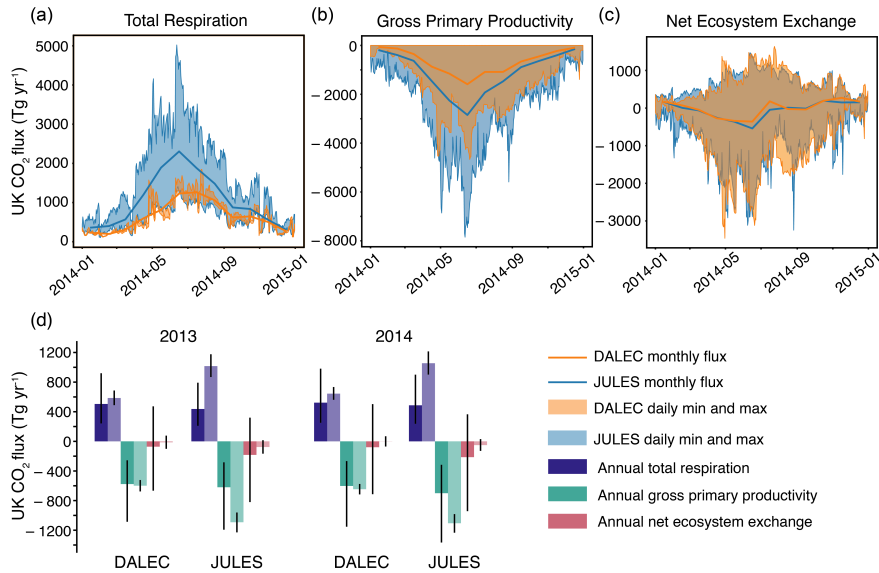 (a)
Total Respiration
UK CO2 flux (Tg yr⁻¹)
5000
4000
3000
2000
1000
0
2014-01
2014-05
2014-09
2015-01
(b)
Gross Primary Productivity
0
− 2000
− 4000
− 6000
− 8000
2014-01
2014-05
2014-09
2015-01
(c)
Net Ecosystem Exchange
1000
0
− 1000
− 2000
− 3000
2014-01
2014-05
2014-09
2015-01
(d)
2013
2014
UK CO2 flux (Tg yr⁻¹)
1200
800
400
0
− 400
− 800
− 1200
DALEC
JULES
DALEC
JULES
DALEC monthly flux
JULES monthly flux
DALEC daily min and max
JULES daily min and max
Annual total respiration
Annual gross primary productivity
Annual net ecosystem exchange